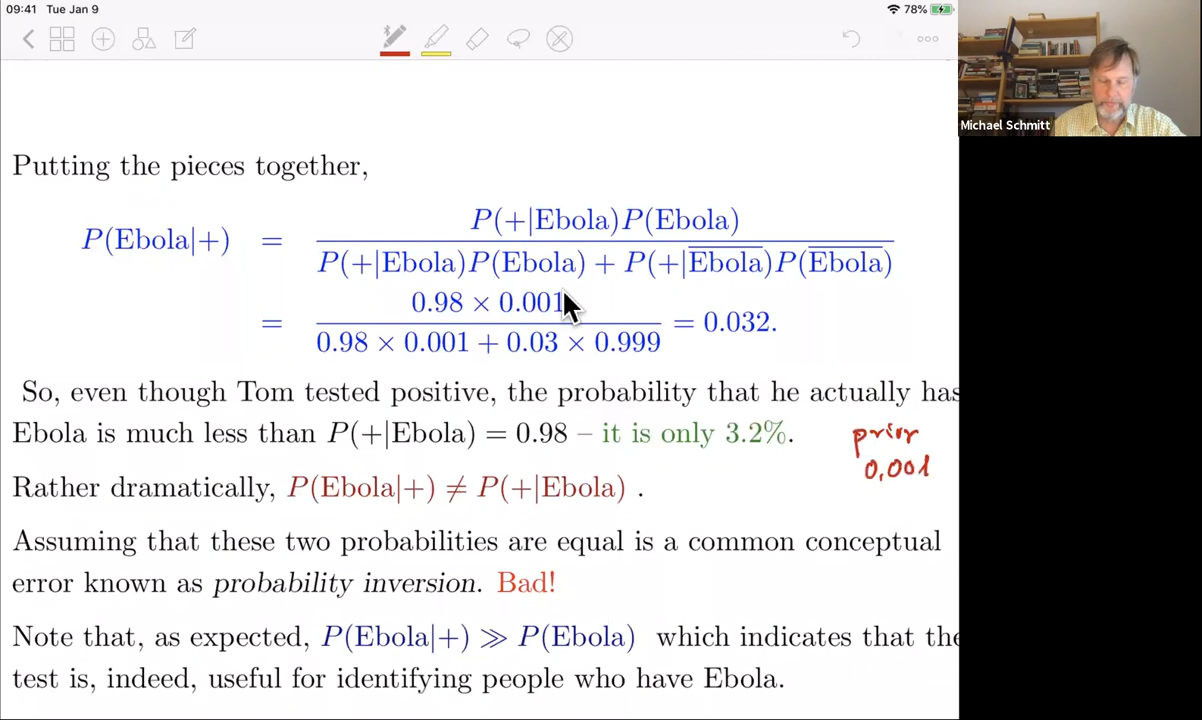 09:41 Tue Jan 9
78%
Michael Schmitt
Putting the pieces together,
P(Ebola|+) = P(+|Ebola)P(Ebola) / P(+|Ebola)P(Ebola) + P(+|E̅b̅o̅l̅a̅)P(E̅b̅o̅l̅a̅)
= 0.98 × 0.001 / 0.98 × 0.001 + 0.03 × 0.999 = 0.032.
So, even though Tom tested positive, the probability that he actually has
Ebola is much less than P(+|Ebola) = 0.98 – it is only 3.2%.
prior
0,001
Rather dramatically, P(Ebola|+) ≠ P(+|Ebola) .
Assuming that these two probabilities are equal is a common conceptual
error known as probability inversion. Bad!
Note that, as expected, P(Ebola|+) ≫ P(Ebola) which indicates that the
test is, indeed, useful for identifying people who have Ebola.